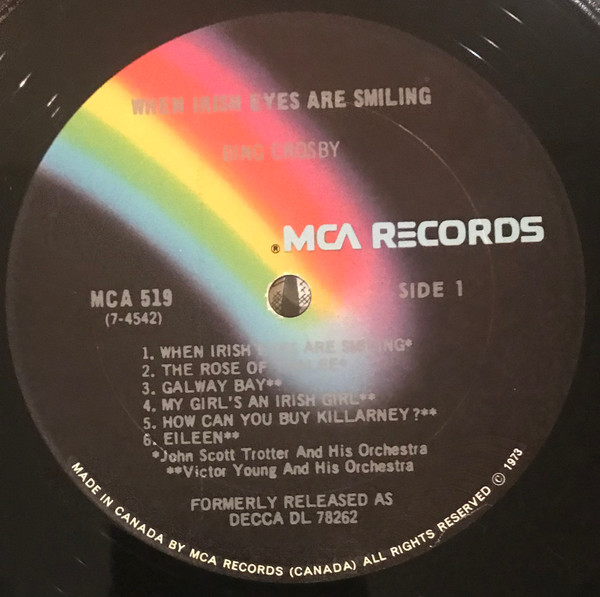 WHEN IRISH EYES ARE SMILING
BING CROSBY
® MCA RECORDS
MCA 519
(7-4542)
SIDE 1
1. WHEN IRISH EYES ARE SMILING*
2. THE ROSE OF
3. GALWAY BAY**
4. MY GIRL'S AN IRISH GIRL**
5. HOW CAN YOU BUY KILLARNEY?**
6. EILEEN**
*John Scott Trotter And His Orchestra
**Victor Young And His Orchestra
FORMERLY RELEASED AS
DECCA DL 78262
MADE IN CANADA BY MCA RECORDS (CANADA) ALL RIGHTS RESERVED © 1973